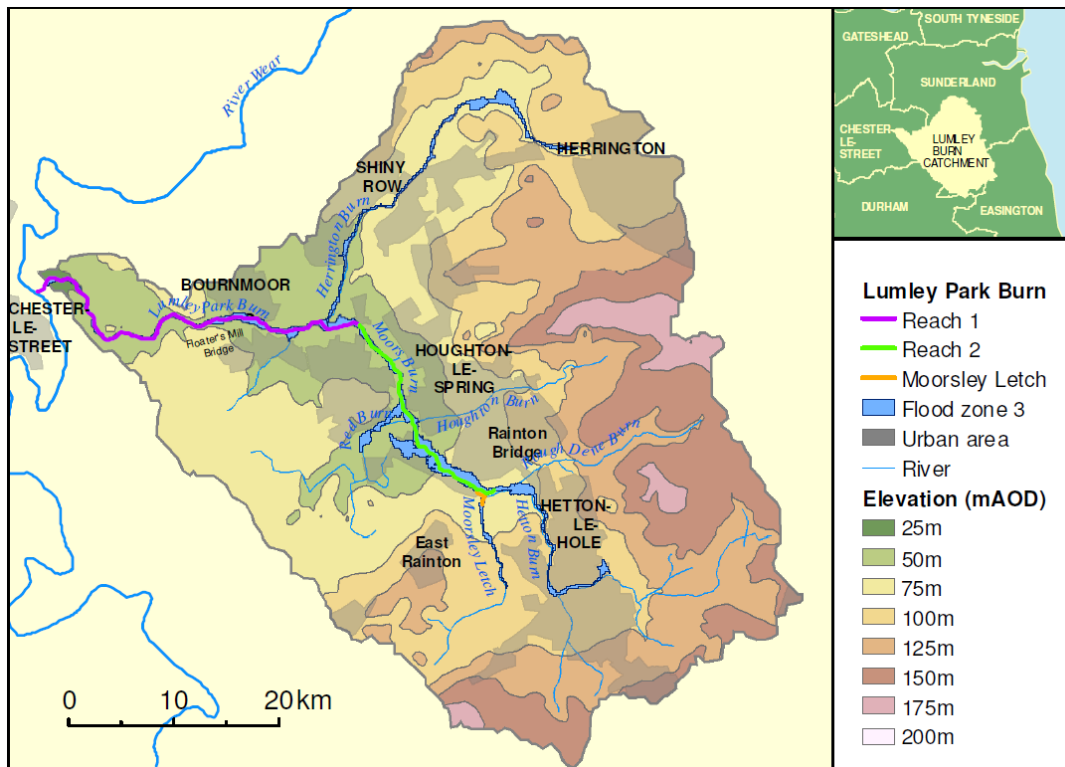 River Wear
HERRINGTON
SHINY
ROW
Herrington Burn
BOURNMOOR
Lumley Park Burn
Floater's Mill
Bridge
CHESTER-
LE-
STREET
Moors Burn
HOUGHTON-
LE-
SPRING
Houghton Burn
Red Burn
Rainton
Bridge
Rough Dene Burn
HETTON-
LE-
HOLE
Hetton Burn
Moorsley Letch
East
Rainton
0 10 20 km
SOUTH TYNESIDE
GATESHEAD
SUNDERLAND
CHESTER
LE-
STREET
LUMLEY
BURN
CATCHMENT
DURHAM
EASINGTON
Lumley Park Burn
Reach 1
Reach 2
Moorsley Letch
Flood zone 3
Urban area
River
Elevation (mAOD)
25m
50m
75m
100m
125m
150m
175m
200m